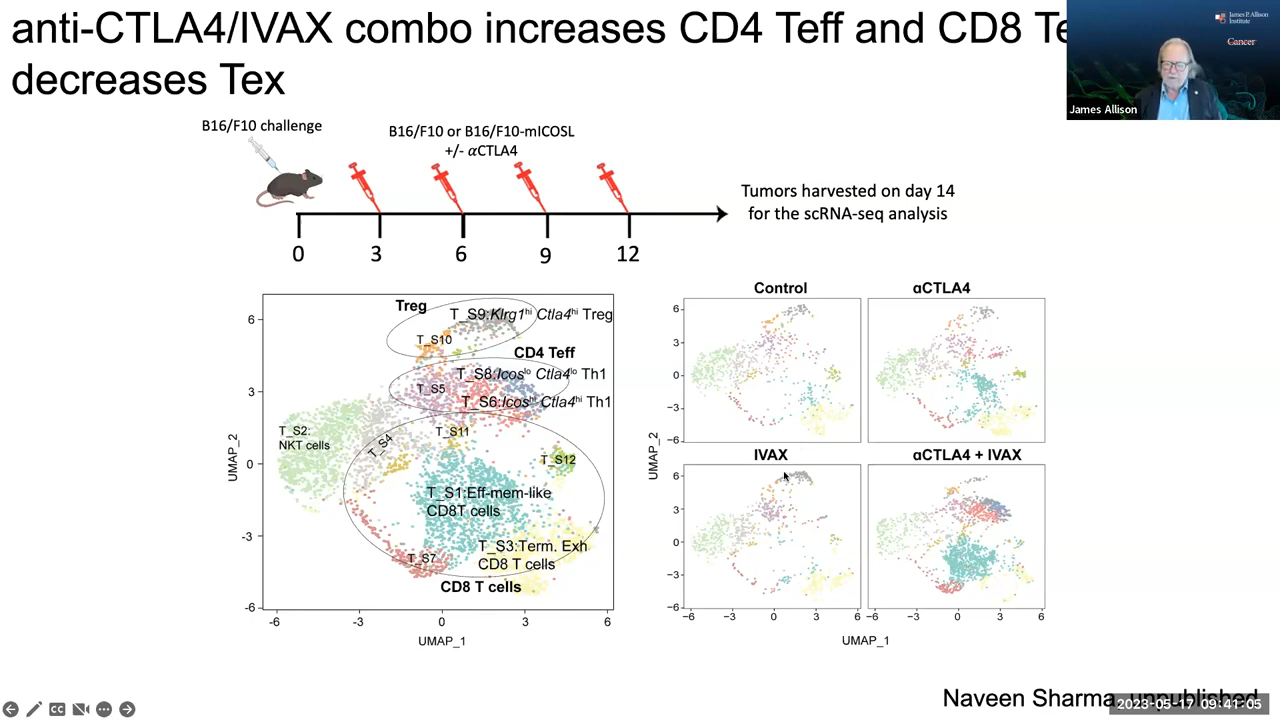 anti-CTLA4/IVAX combo increases CD4 Teff and CD8
decreases Tex
James P. Allison
Institute
Cancer
James Allison
B16/F10 challenge
B16/F10 or B16/F10-mICOSL
+/- αCTLA4
Tumors harvested on day 14
for the scRNA-seq analysis
0 3 6 9 12
Treg
T_S9:Klrg1hi Ctla4hi Treg
T_S10
CD4 Teff
T_S8:Icoslo Ctla4lo Th1
T_S5
T_S6:Icoshi Ctla4hi Th1
T_S2:
NKT cells
T_S4
T_S11
T_S12
T_S1:Eff-mem-like
CD8T cells
T_S3:Term. Exh
CD8 T cells
T_S7
CD8 T cells
6
3
0
-3
-6
-6 -3 0 3 6
UMAP_1
UMAP_2
Control
αCTLA4
6
3
0
−3
−6
IVAX
αCTLA4 + IVAX
6
3
0
−3
−6
−6 −3 0 3 6 −6 −3 0 3 6
UMAP_1
UMAP_2
Naveen Sharma, unpublished
2023-05-17 09:41:05
CC